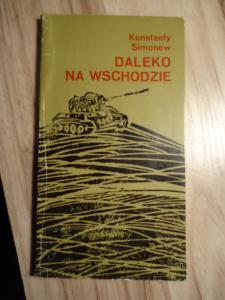 Konstanty
Simonow
DALEKO
NA WSCHODZIE